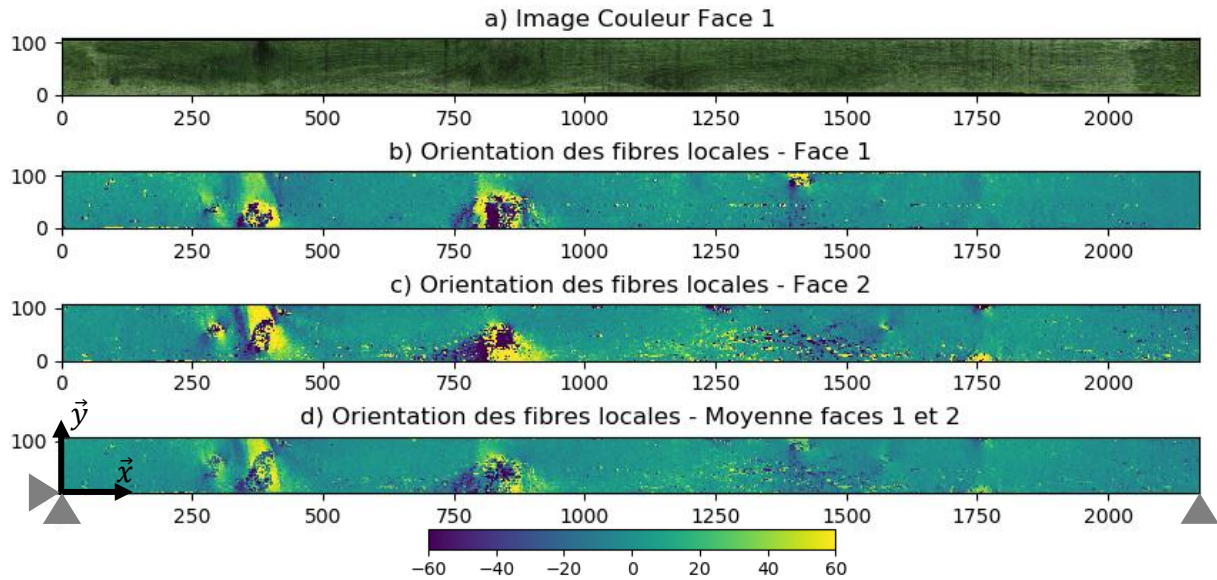 a) Image Couleur Face 1
100
0
0 250 500 750 1000 1250 1500 1750 2000
b) Orientation des fibres locales - Face 1
100
0
0 250 500 750 1000 1250 1500 1750 2000
c) Orientation des fibres locales - Face 2
100
0
0 250 500 750 1000 1250 1500 1750 2000
d) Orientation des fibres locales - Moyenne faces 1 et 2
y⃗
100
x⃗
250 500 750 1000 1250 1500 1750 2000
−60 −40 −20 0 20 40 60